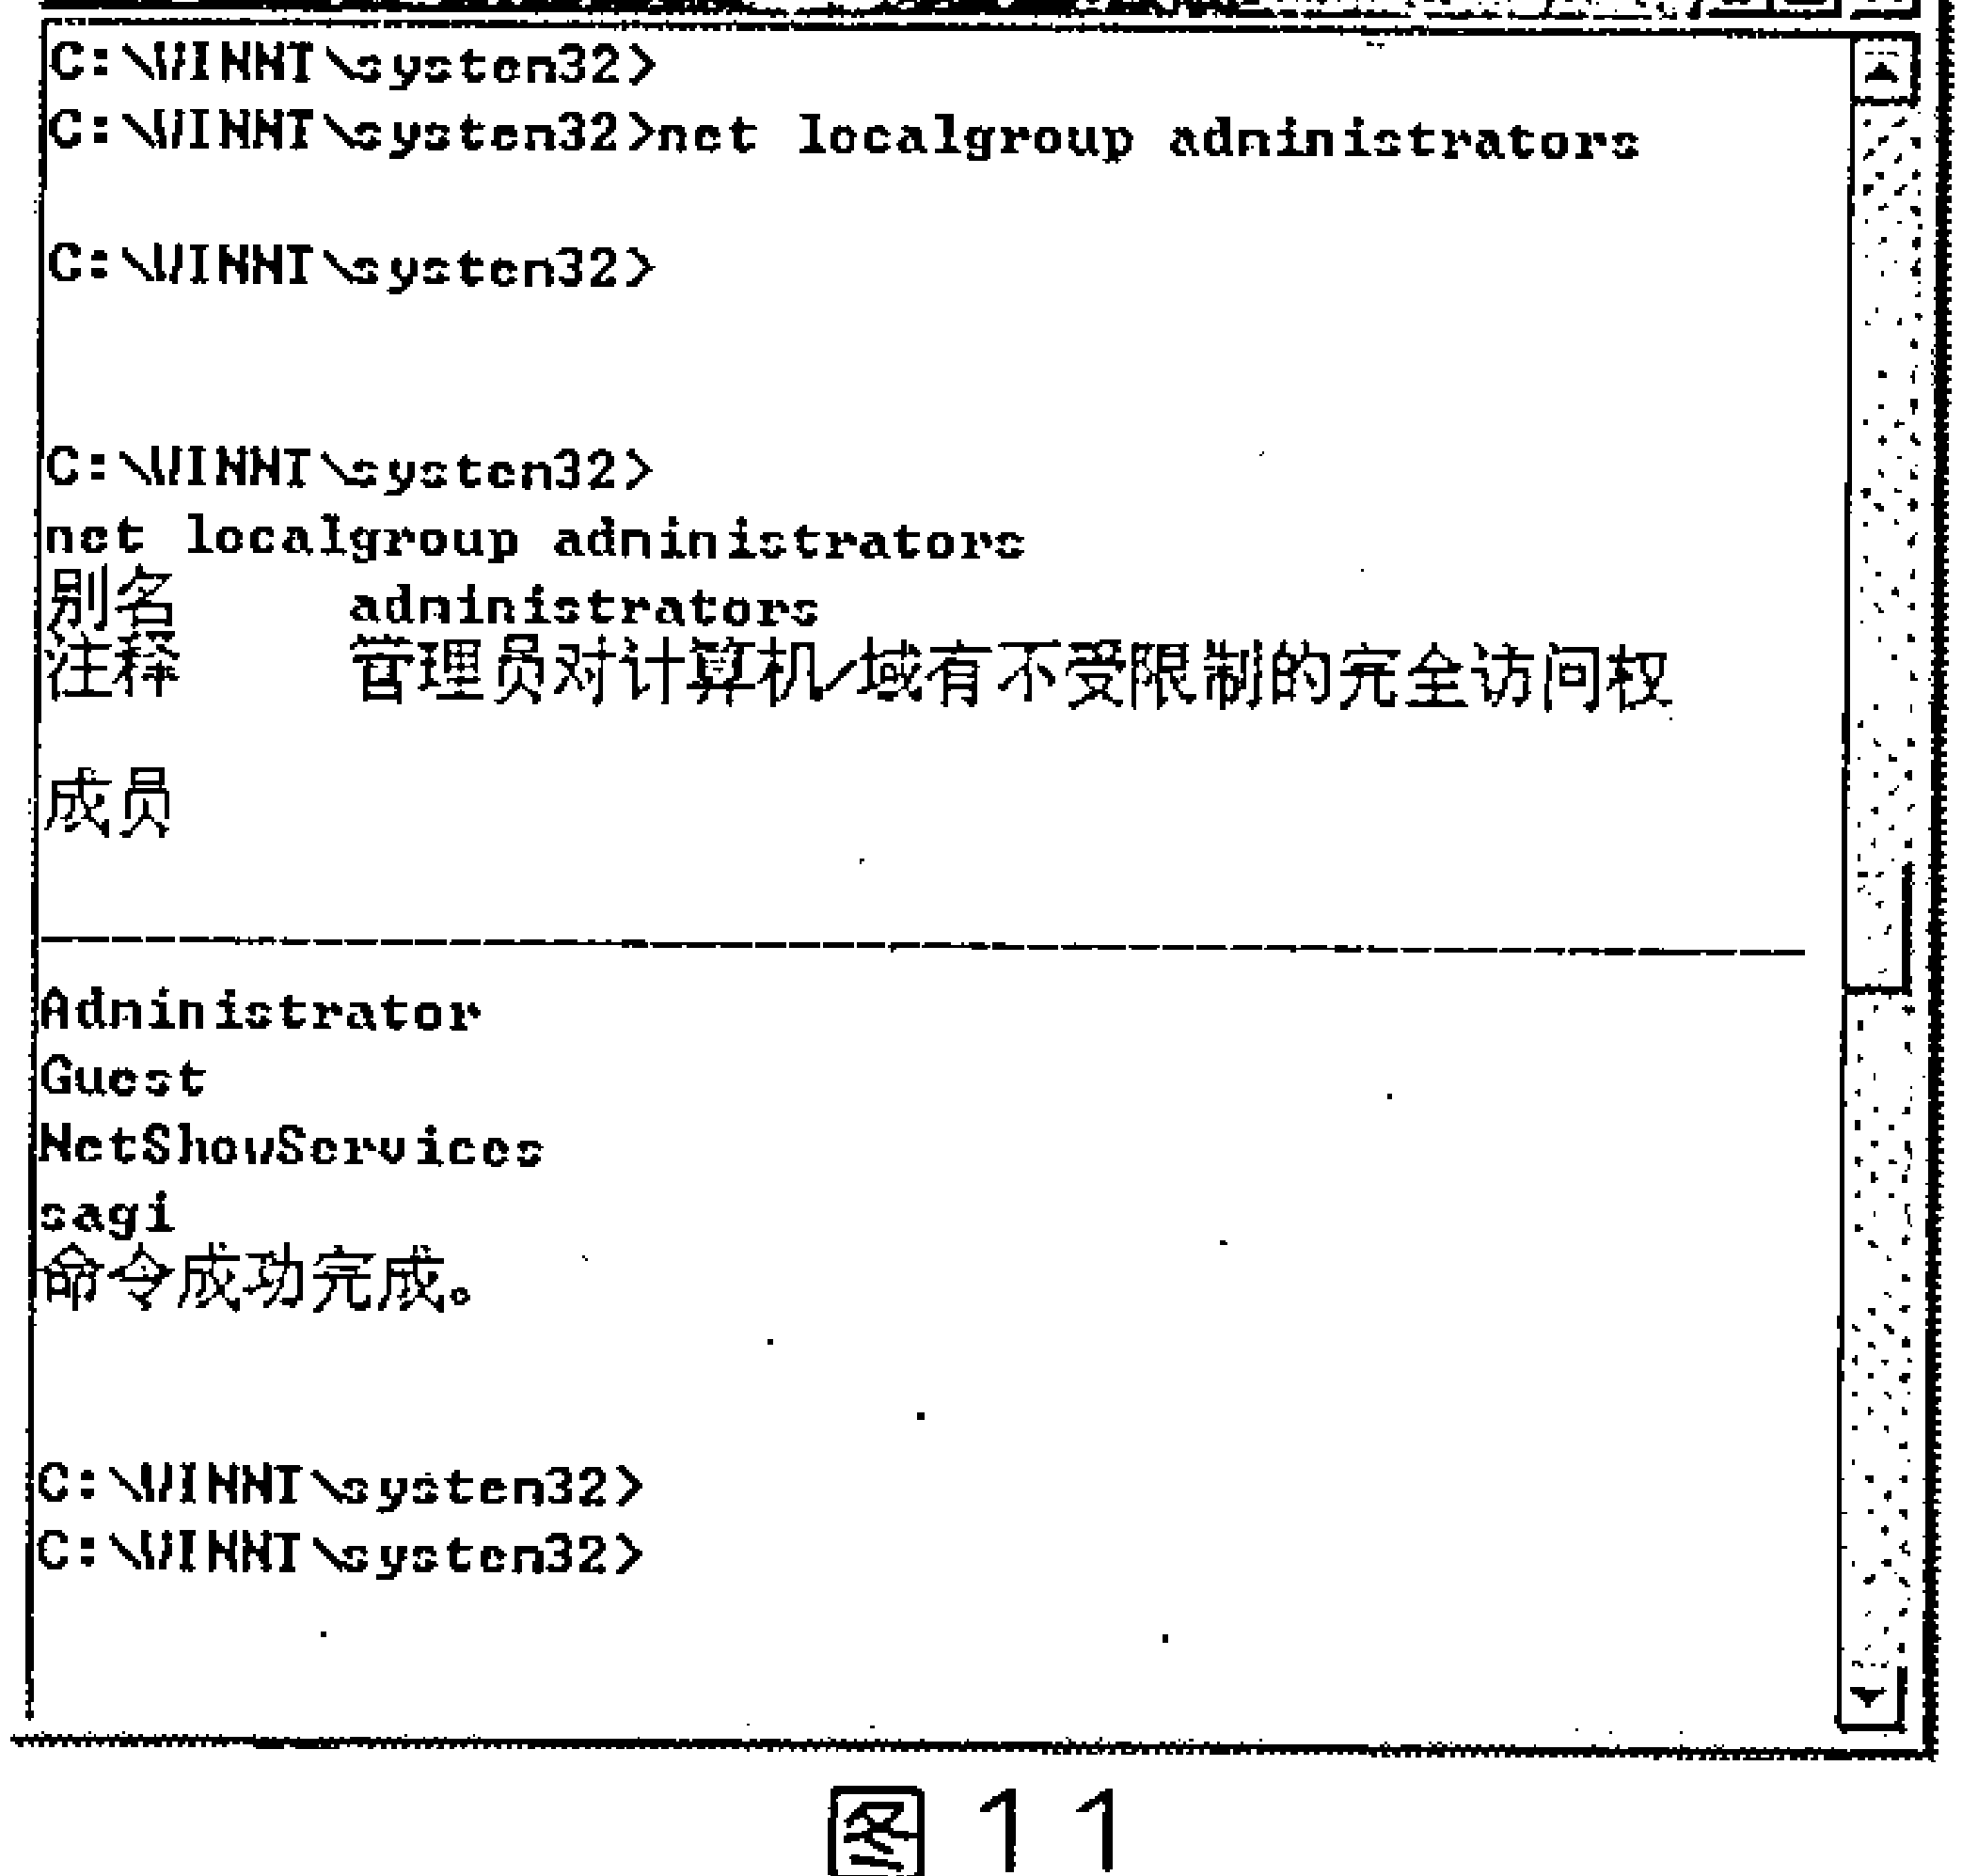 C:\WINNT\system32>
C:\WINNT\system32>net localgroup administrators
C:\WINNT\system32>
C:\WINNT\system32>
net localgroup administrators
别名 administrators
注释 管理员对计算机/域有不受限制的完全访问权
成员
Administrator
Guest
NetShowServices
sagi
命令成功完成。
C:\WINNT\system32>
C:\WINNT\system32>
图 11